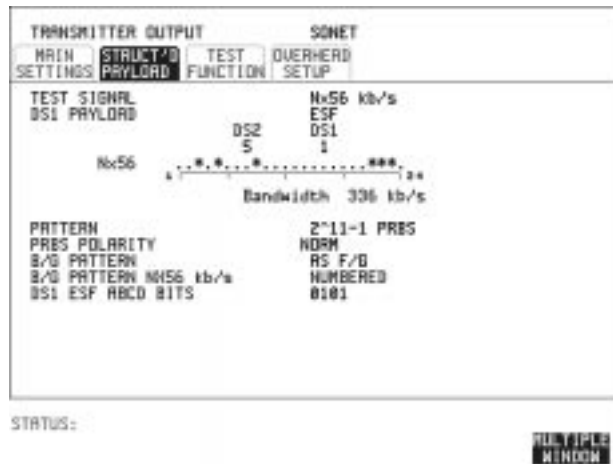 TRANSMITTER OUTPUT SONET
MAIN SETTINGS STRUCT'D PAYLOAD TEST FUNCTION OVERHEAD SETUP
TEST SIGNAL Nx56 kb/s
DS1 PAYLOAD ESF
DS2 DS1
5 1
Nx56 ..*.*...*...........***.
1 24
Bandwidth 336 kb/s
PATTERN 2^11-1 PRBS
PRBS POLARITY NORM
B/G PATTERN AS F/G
B/G PATTERN NX56 kb/s NUMBERED
DS1 ESF ABCD BITS 0101
STATUS:
MULTIPLE
WINDOW